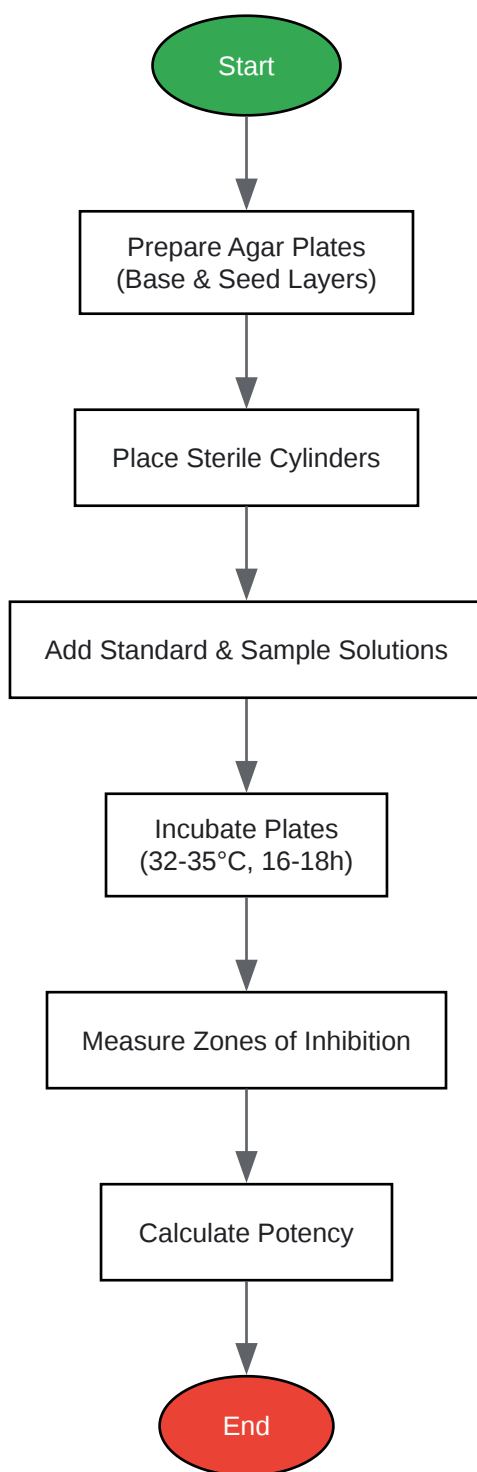 Start
Prepare Agar Plates
(Base & Seed Layers)
Place Sterile Cylinders
Add Standard & Sample Solutions
Incubate Plates
(32-35°C, 16-18h)
Measure Zones of Inhibition
Calculate Potency
End